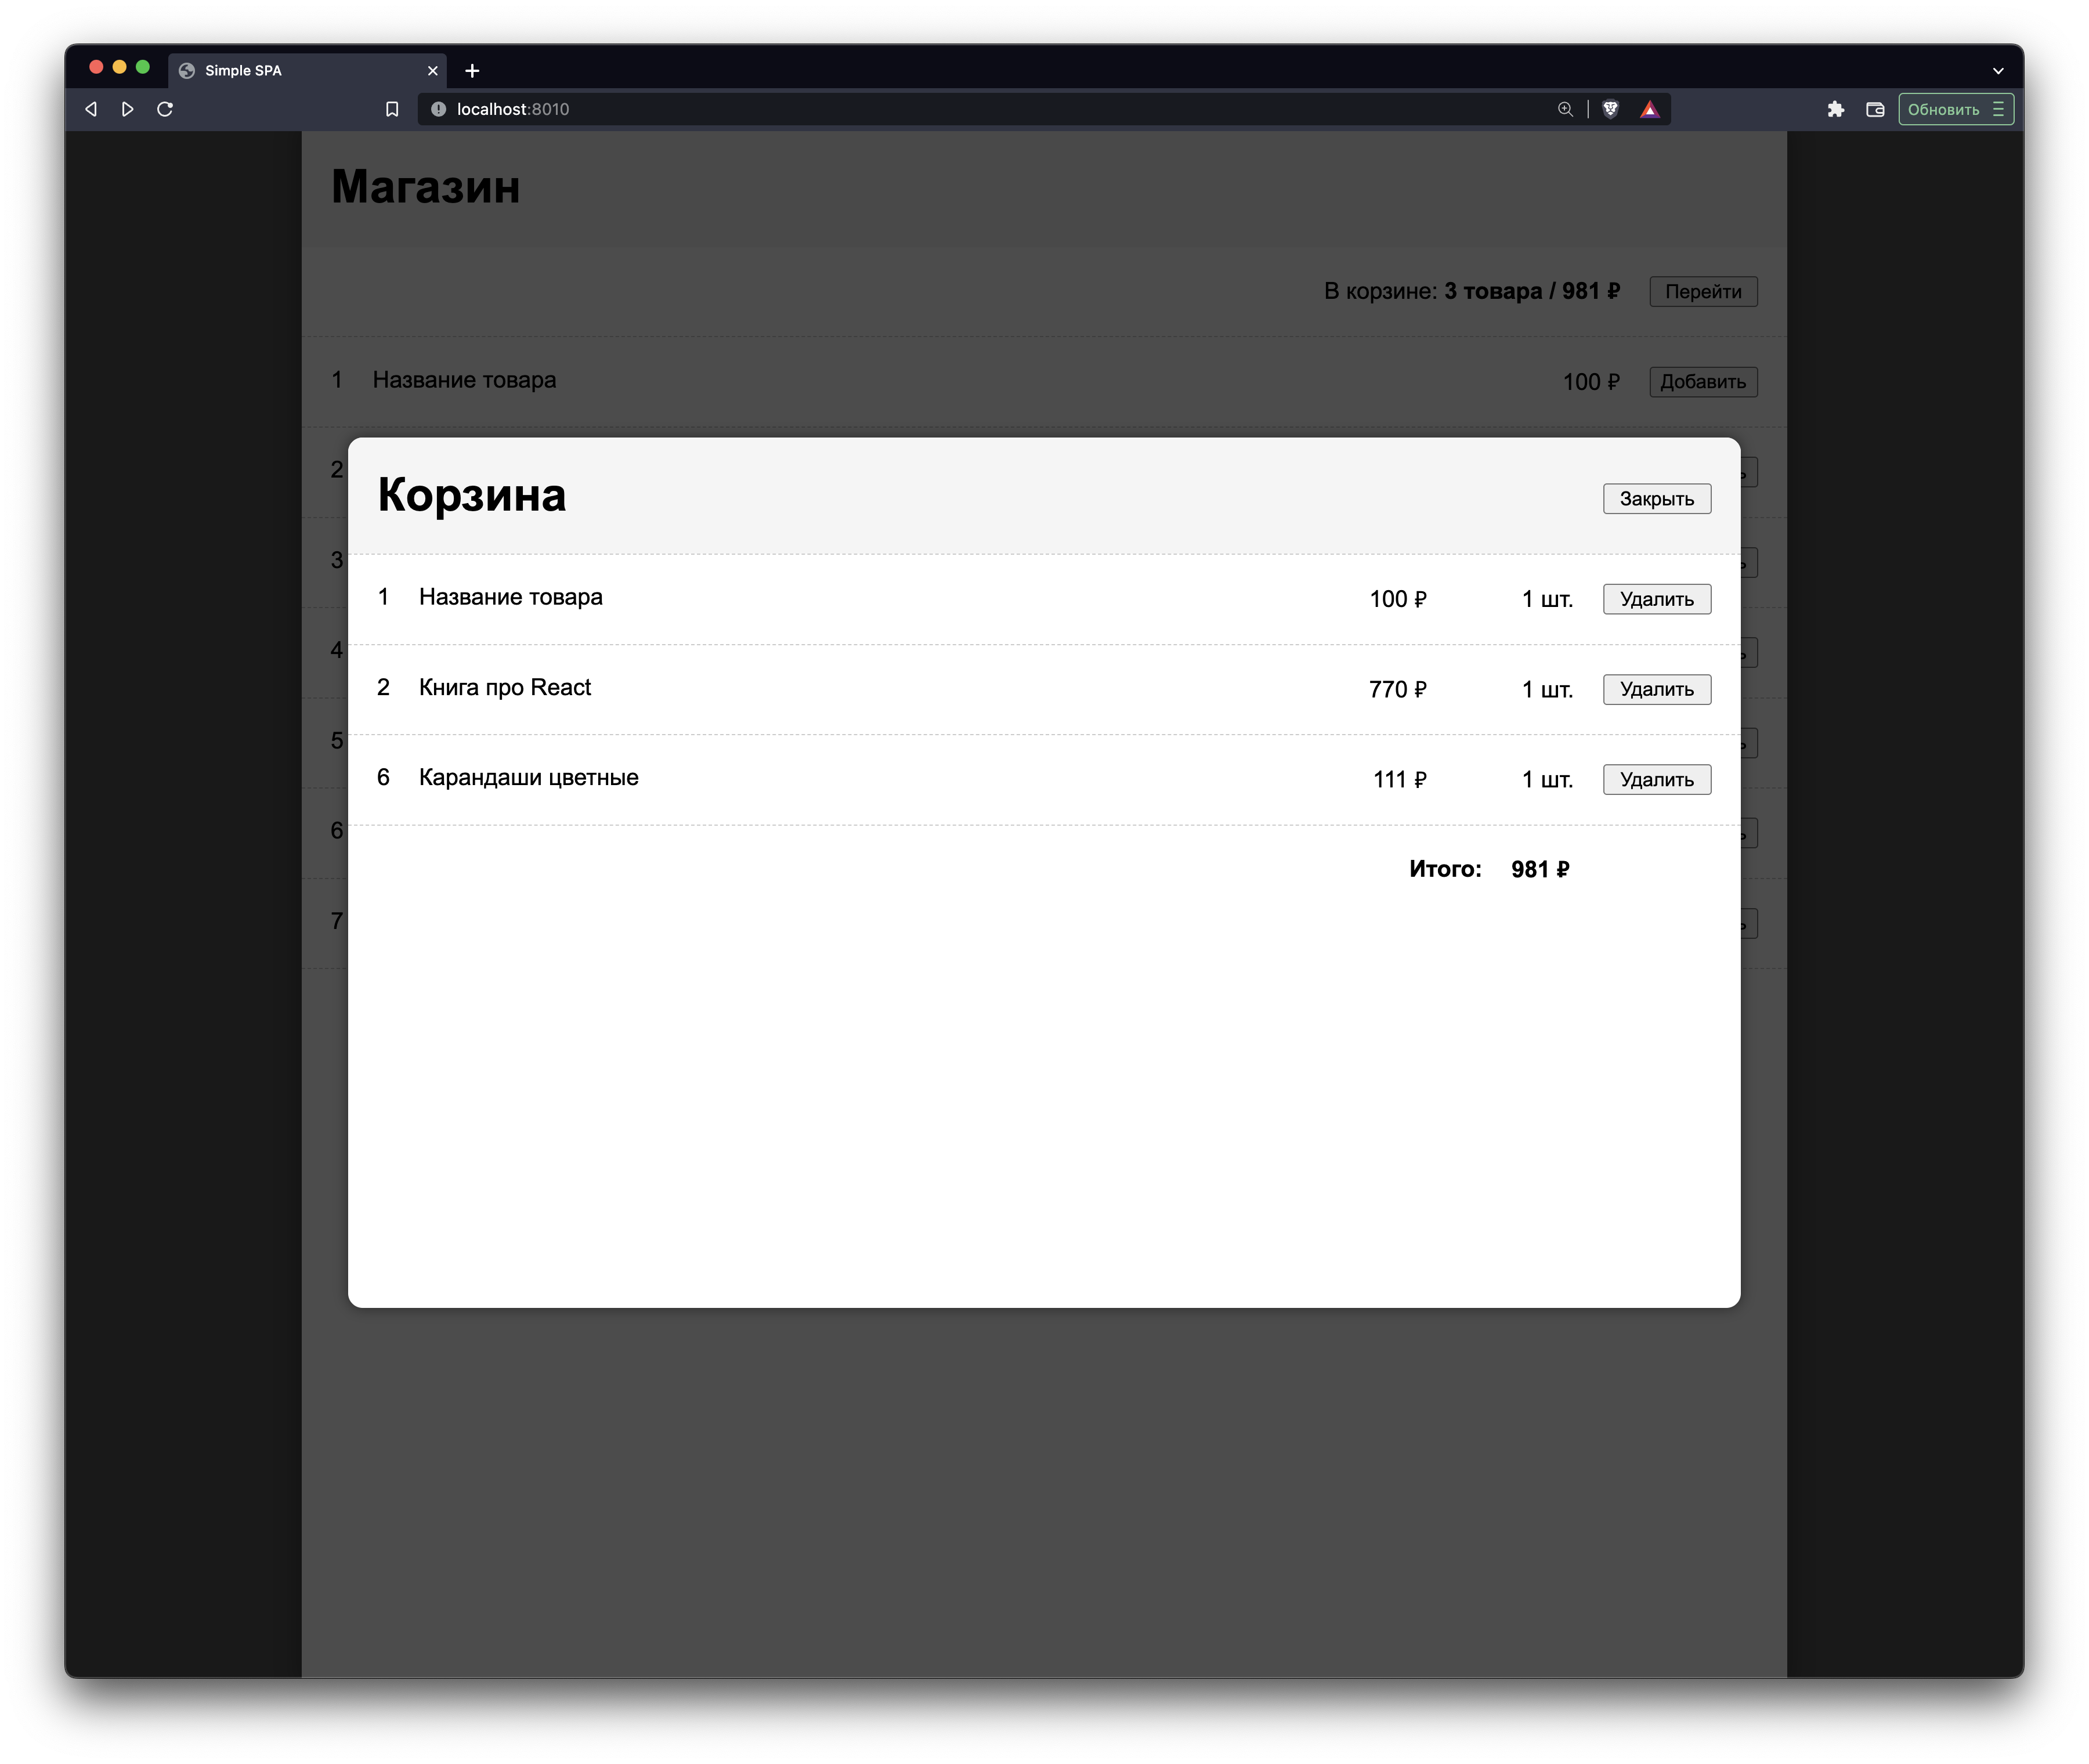 Simple SPA
localhost:8010
Обновить
Магазин
В корзине: 3 товара / 981 ₽ Перейти
1 Название товара 100 ₽ Добавить
2
Корзина Закрыть
3
1 Название товара 100 ₽ 1 шт. Удалить
4
2 Книга про React 770 ₽ 1 шт. Удалить
5
6 Карандаши цветные 111 ₽ 1 шт. Удалить
6
Итого: 981 ₽
7